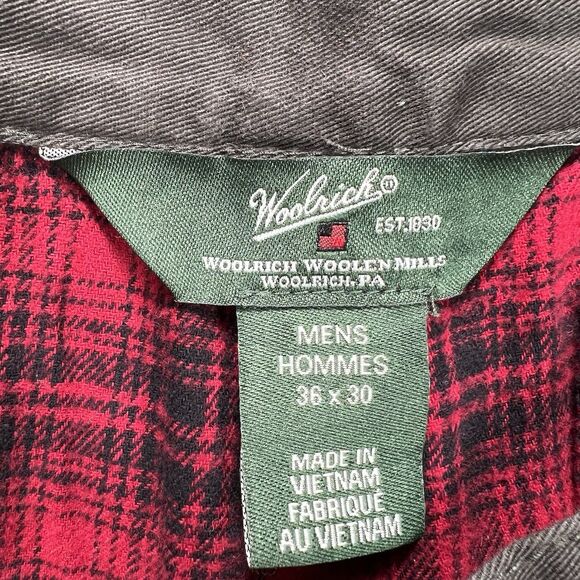 Woolrich®
EST.1830
WOOLRICH WOOLEN MILLS
WOOLRICH, PA
MENS
HOMMES
36 x 30
MADE IN
VIETNAM
FABRIQUÉ
AU VIETNAM